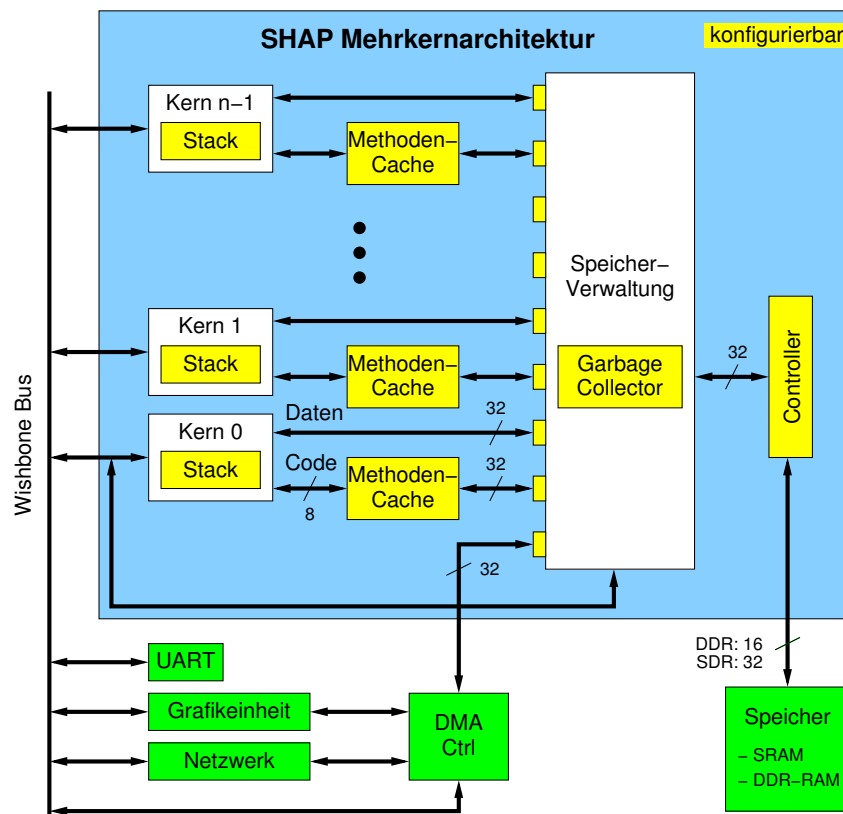 SHAP Mehrkernarchitektur
konfigurierbar
Kern n−1
Stack
Methoden−
Cache
Speicher−
Verwaltung
Garbage
Collector
32
Controller
Kern 1
Stack
Methoden−
Cache
Daten
32
Kern 0
Stack
Code
8
Methoden−
Cache
32
32
Wishbone Bus
DDR: 16
SDR: 32
UART
Grafikeinheit
Netzwerk
DMA
Ctrl
Speicher
− SRAM
− DDR−RAM